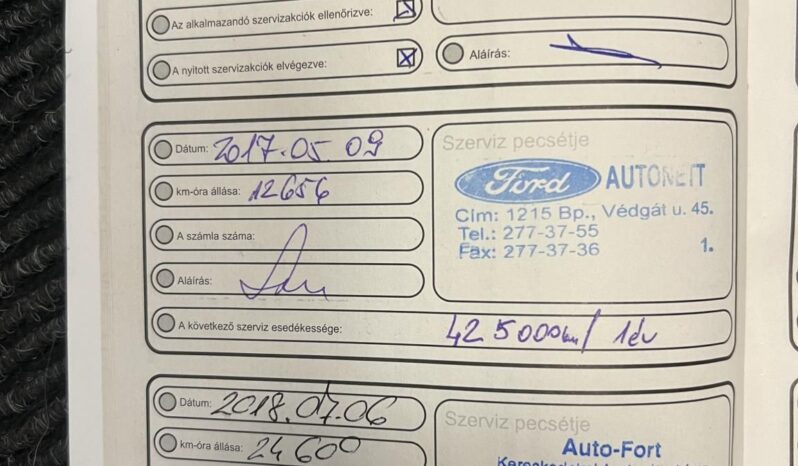 Az alkalmazandó szervizakciók ellenőrizve:
A nyitott szervizakciók elvégezve:
Aláírás:
Dátum: 2017.05 09
Szerviz pecsétje
Ford AUTONEIT
km-óra állása: 12656
Cím: 1215 Bp., Védgát u. 45.
Tel.: 277-37-55
A számla száma:
Fax: 277-37-36
1.
Aláírás:
A következő szerviz esedékessége: 42 5000km / 1év
Dátum: 2018.07.06
Szerviz pecsétje
km-óra állása: 24600
Auto-Fort